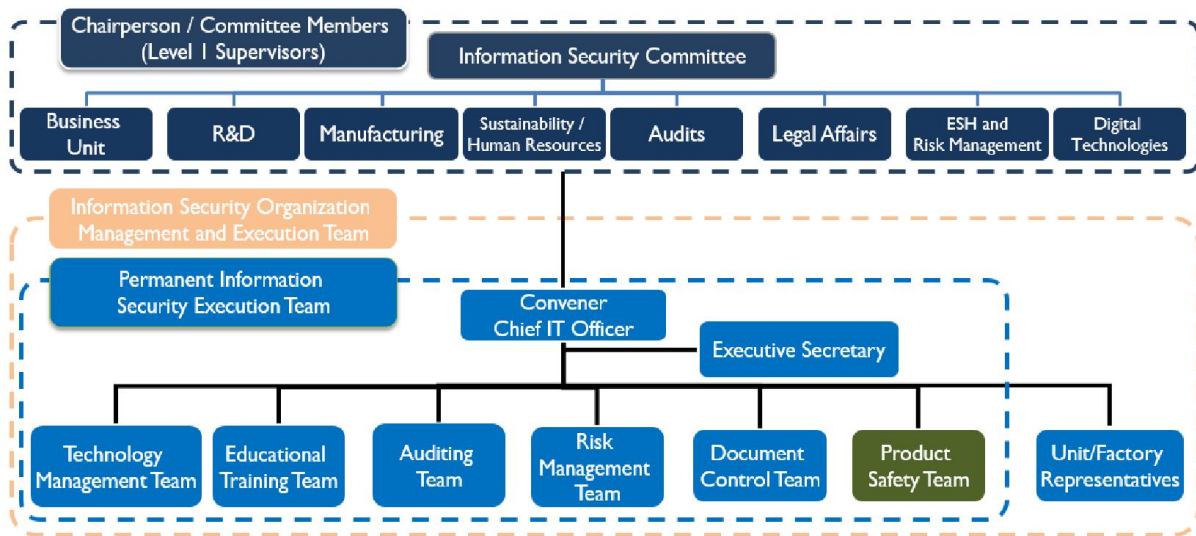 Chairperson / Committee Members
(Level 1 Supervisors)
Information Security Committee
Business
Unit
R&D
Manufacturing
Sustainability /
Human Resources
Audits
Legal Affairs
ESH and
Risk Management
Digital
Technologies
Information Security Organization
Management and Execution Team
Permanent Information
Security Execution Team
Convener
Chief IT Officer
Executive Secretary
Technology
Management Team
Educational
Training Team
Auditing
Team
Risk
Management
Team
Document
Control Team
Product
Safety Team
Unit/Factory
Representatives